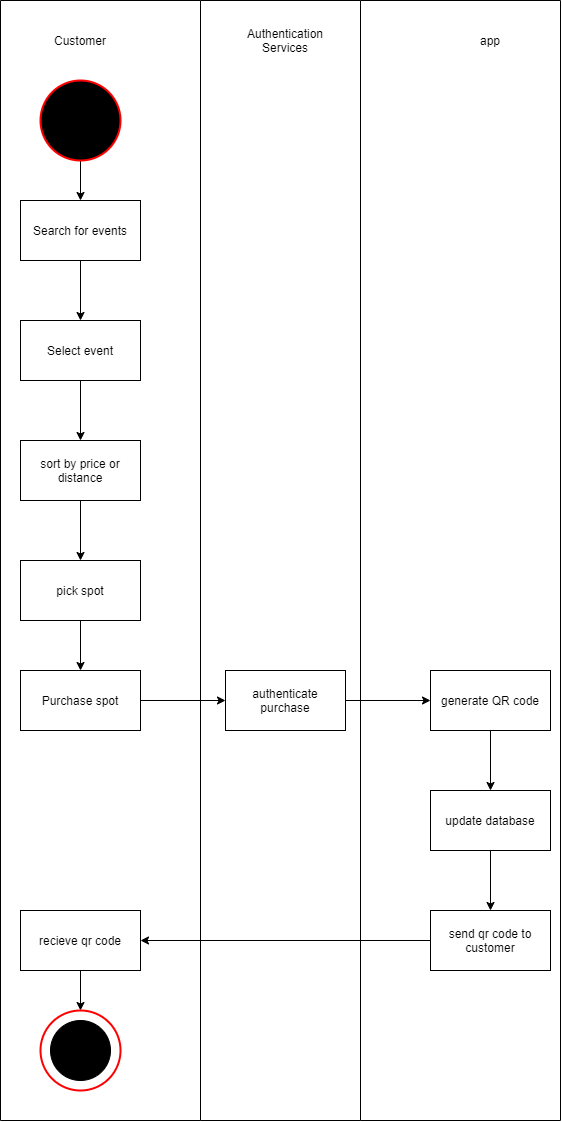 Customer
Authentication
Services
app
Search for events
Select event
sort by price or
distance
pick spot
Purchase spot
authenticate
purchase
generate QR code
update database
send qr code to
customer
recieve qr code